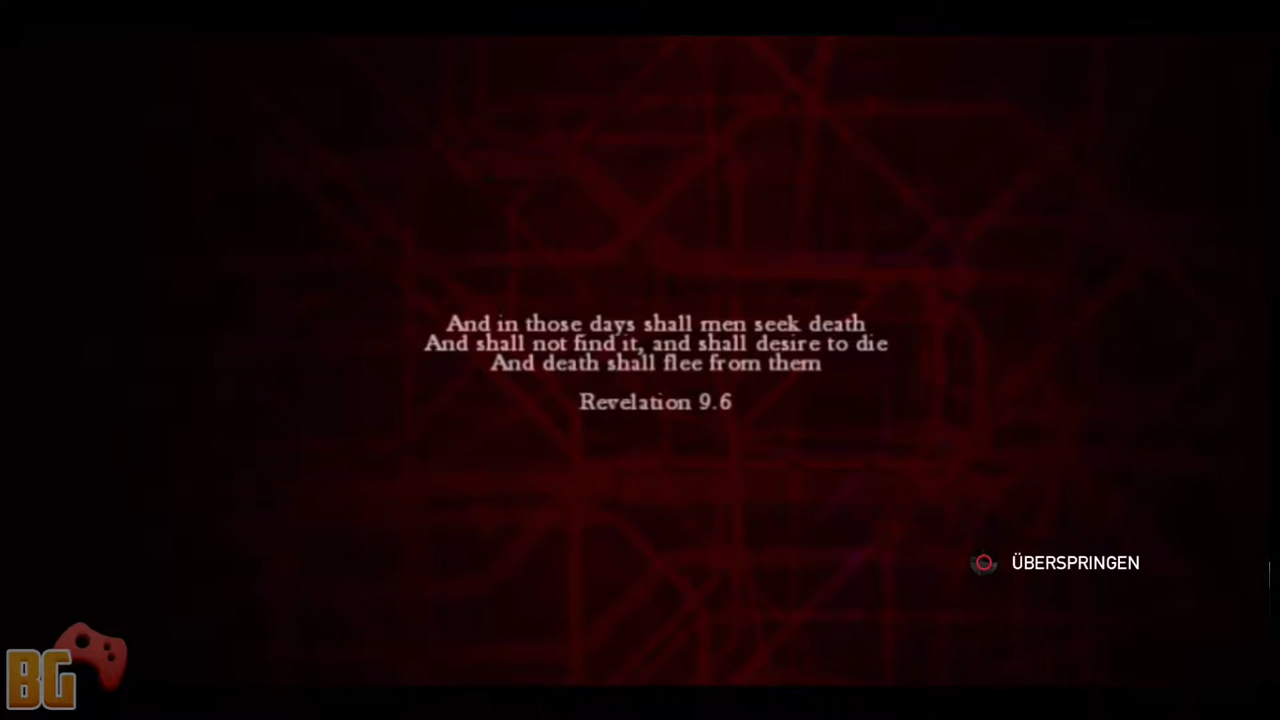 And in those days shall men seek death
And shall not find it, and shall desire to die
And death shall flee from them
Revelation 9.6
ÜBERSPRINGEN
BG